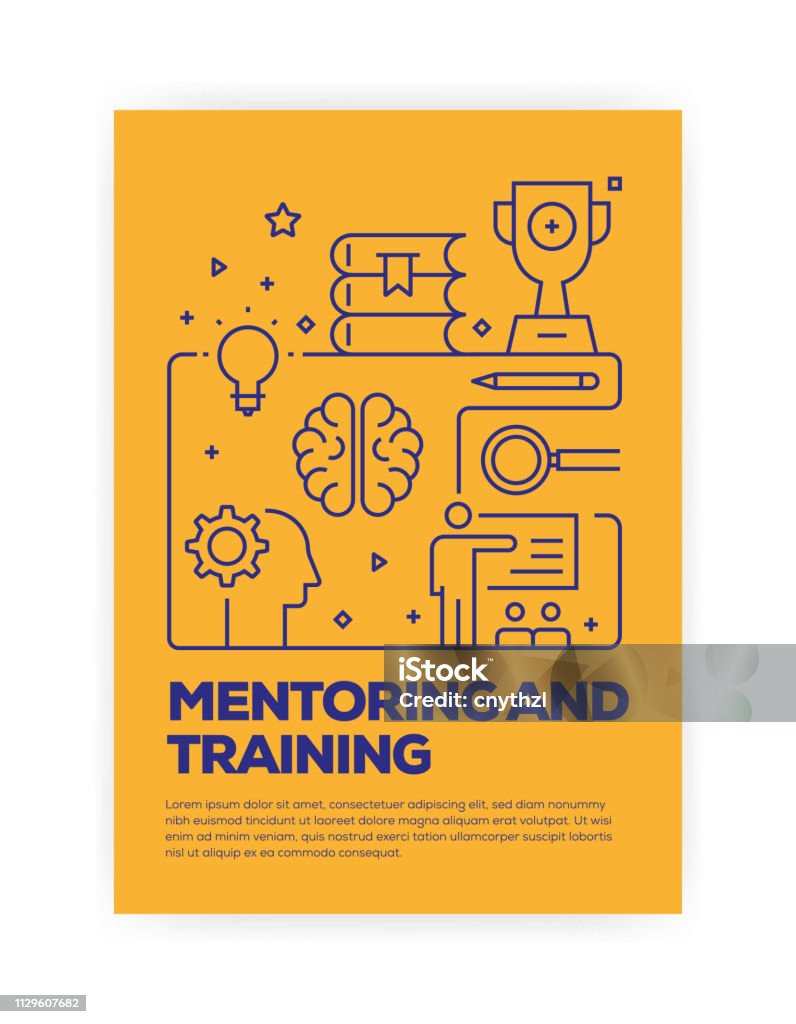 iStock™
Credit: cnythzl
MENTORING AND
TRAINING
Lorem ipsum dolor sit amet, consectetuer adipiscing elit, sed diam nonummy
nibh euismod tincidunt ut laoreet dolore magna aliquam erat volutpat. Ut wisi
enim ad minim veniam, quis nostrud exerci tation ullamcorper suscipit lobortis
nisl ut aliquip ex ea commodo consequat.
1129607682